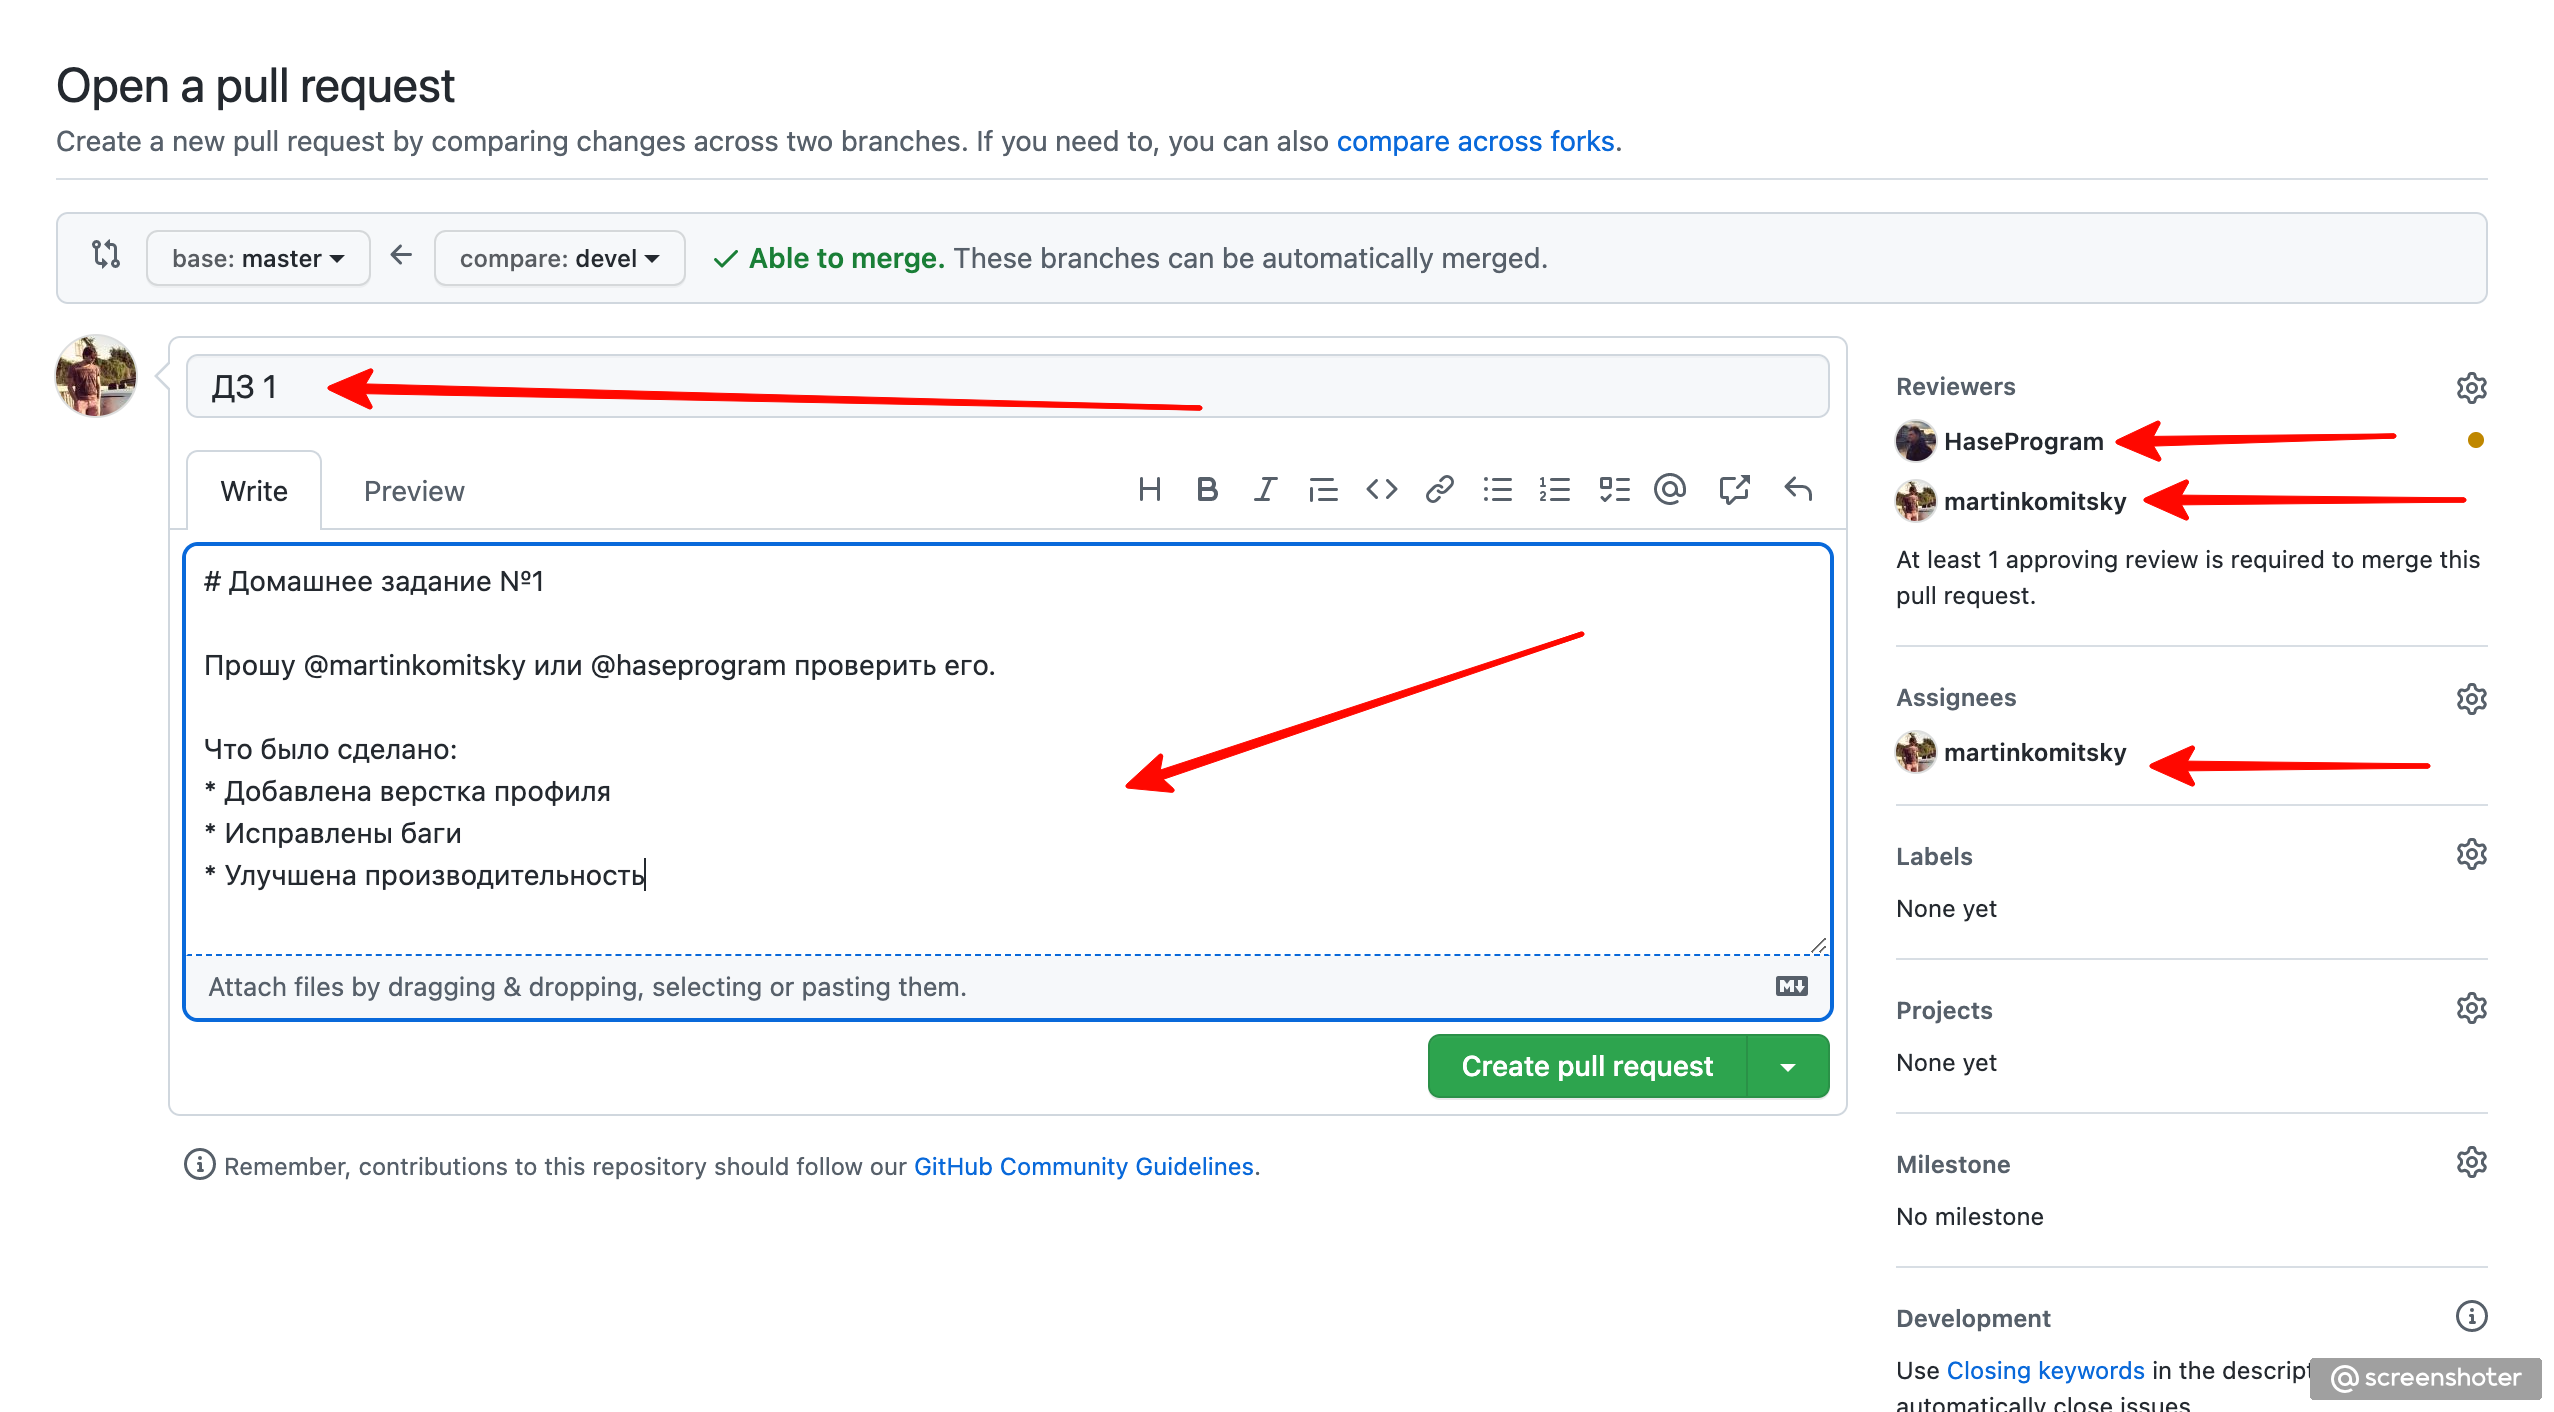 Open a pull request
Create a new pull request by comparing changes across two branches. If you need to, you can also compare across forks.
base: master
compare: devel
Able to merge. These branches can be automatically merged.
ДЗ 1
Write
Preview
# Домашнее задание №1
Прошу @martinkomitsky или @haseprogram проверить его.
Что было сделано:
* Добавлена верстка профиля
* Исправлены баги
* Улучшена производительность
Attach files by dragging & dropping, selecting or pasting them.
Create pull request
Remember, contributions to this repository should follow our GitHub Community Guidelines.
Reviewers
HaseProgram
martinkomitsky
At least 1 approving review is required to merge this
pull request.
Assignees
martinkomitsky
Labels
None yet
Projects
None yet
Milestone
No milestone
Development
Use Closing keywords in the descript
automatically close issues
@screenshoter